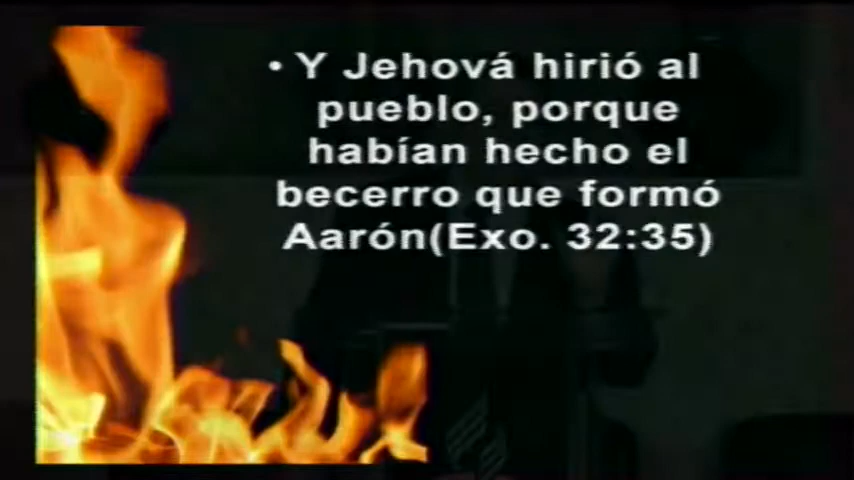 • Y Jehová hirió al
pueblo, porque
habían hecho el
becerro que formó
Aarón(Exo. 32:35)